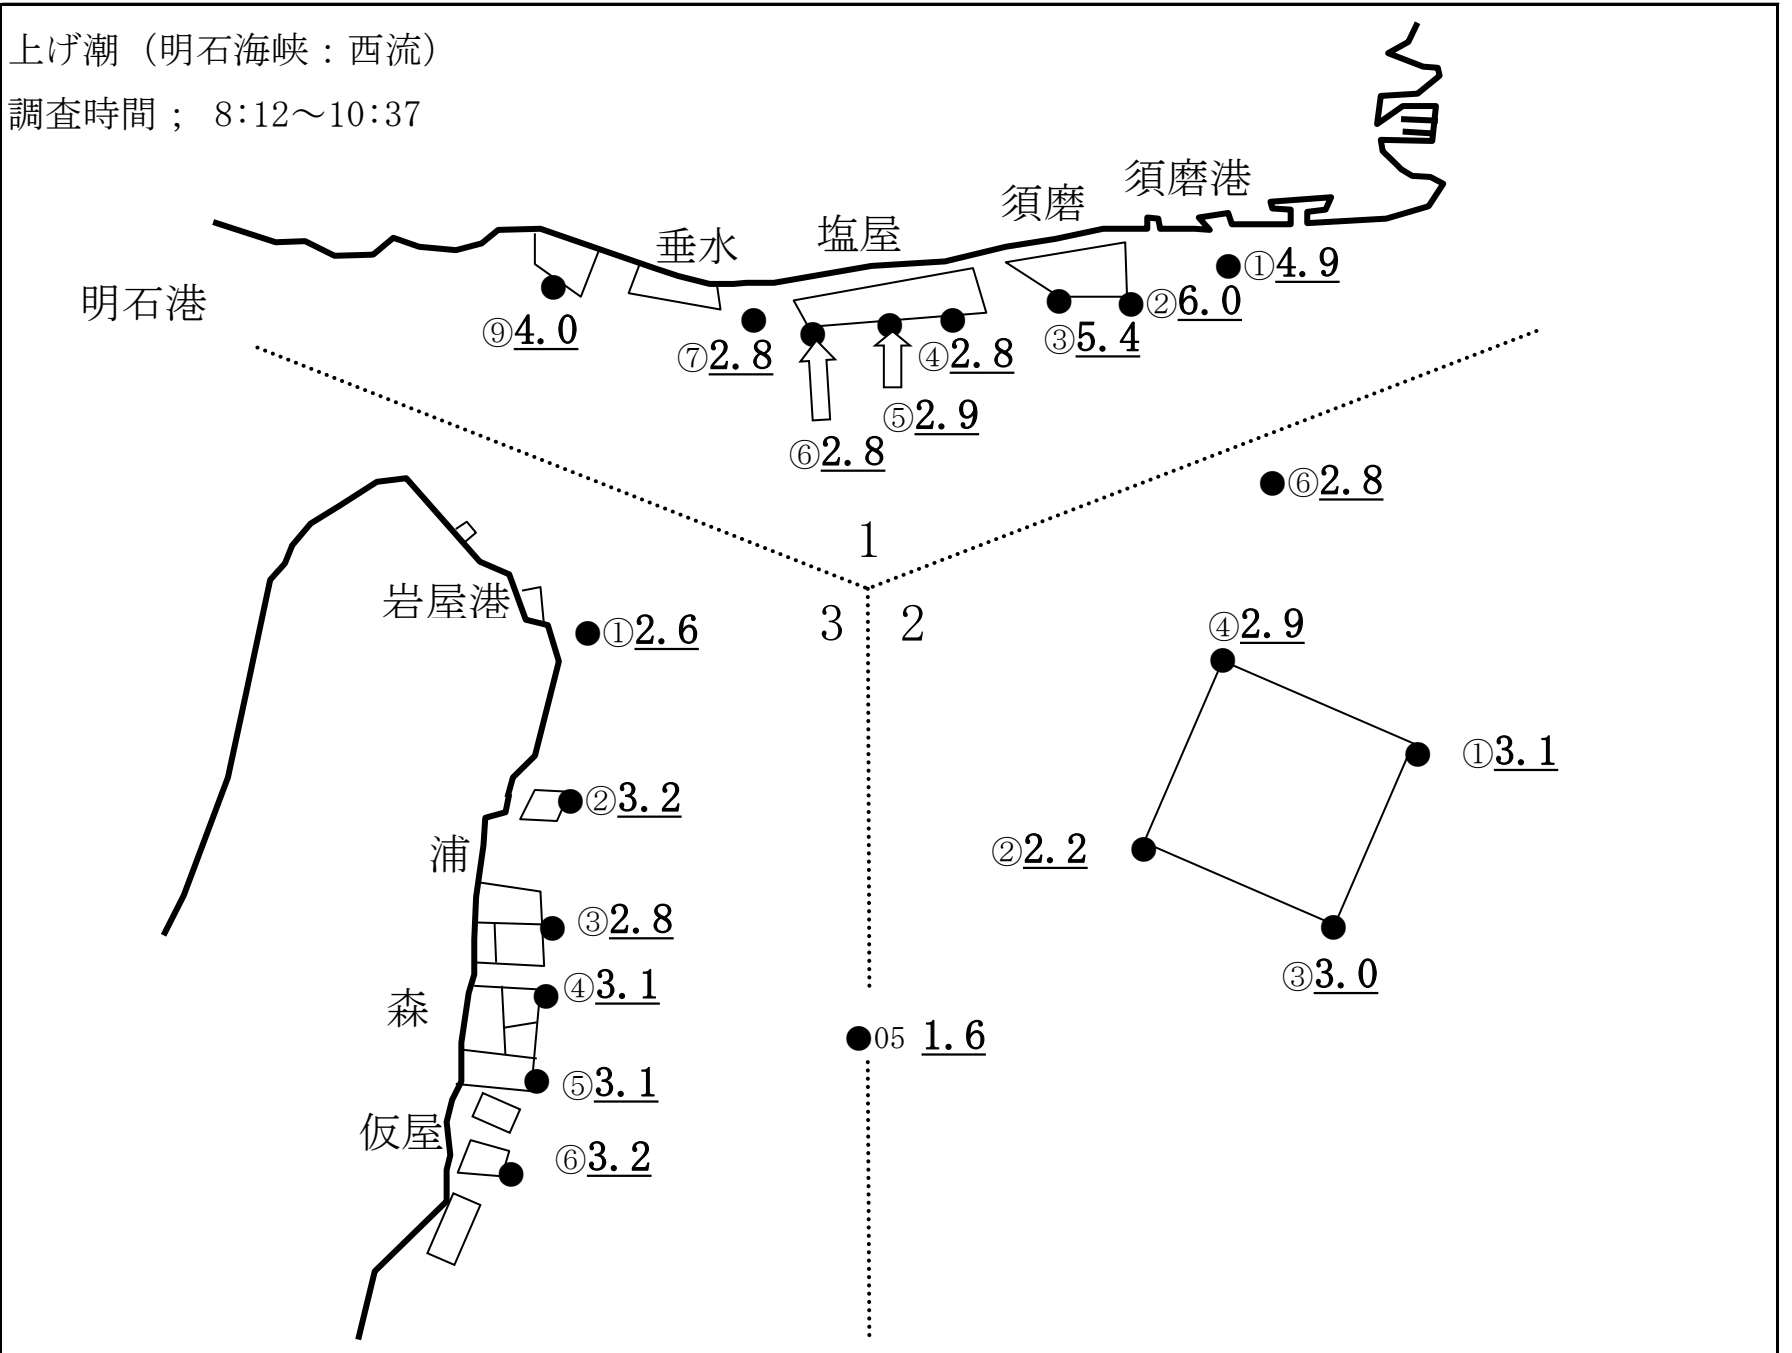 上げ潮（明石海峡：西流）
調査時間； 8:12～10:37
須磨港
須磨
塩屋
垂水
明石港
①4.9
②6.0
③5.4
④2.8
⑤2.9
⑥2.8
⑦2.8
⑨4.0
1
3 2
⑥2.8
④2.9
①3.1
②2.2
③3.0
05 1.6
岩屋港
①2.6
②3.2
浦
③2.8
④3.1
森
⑤3.1
仮屋
⑥3.2